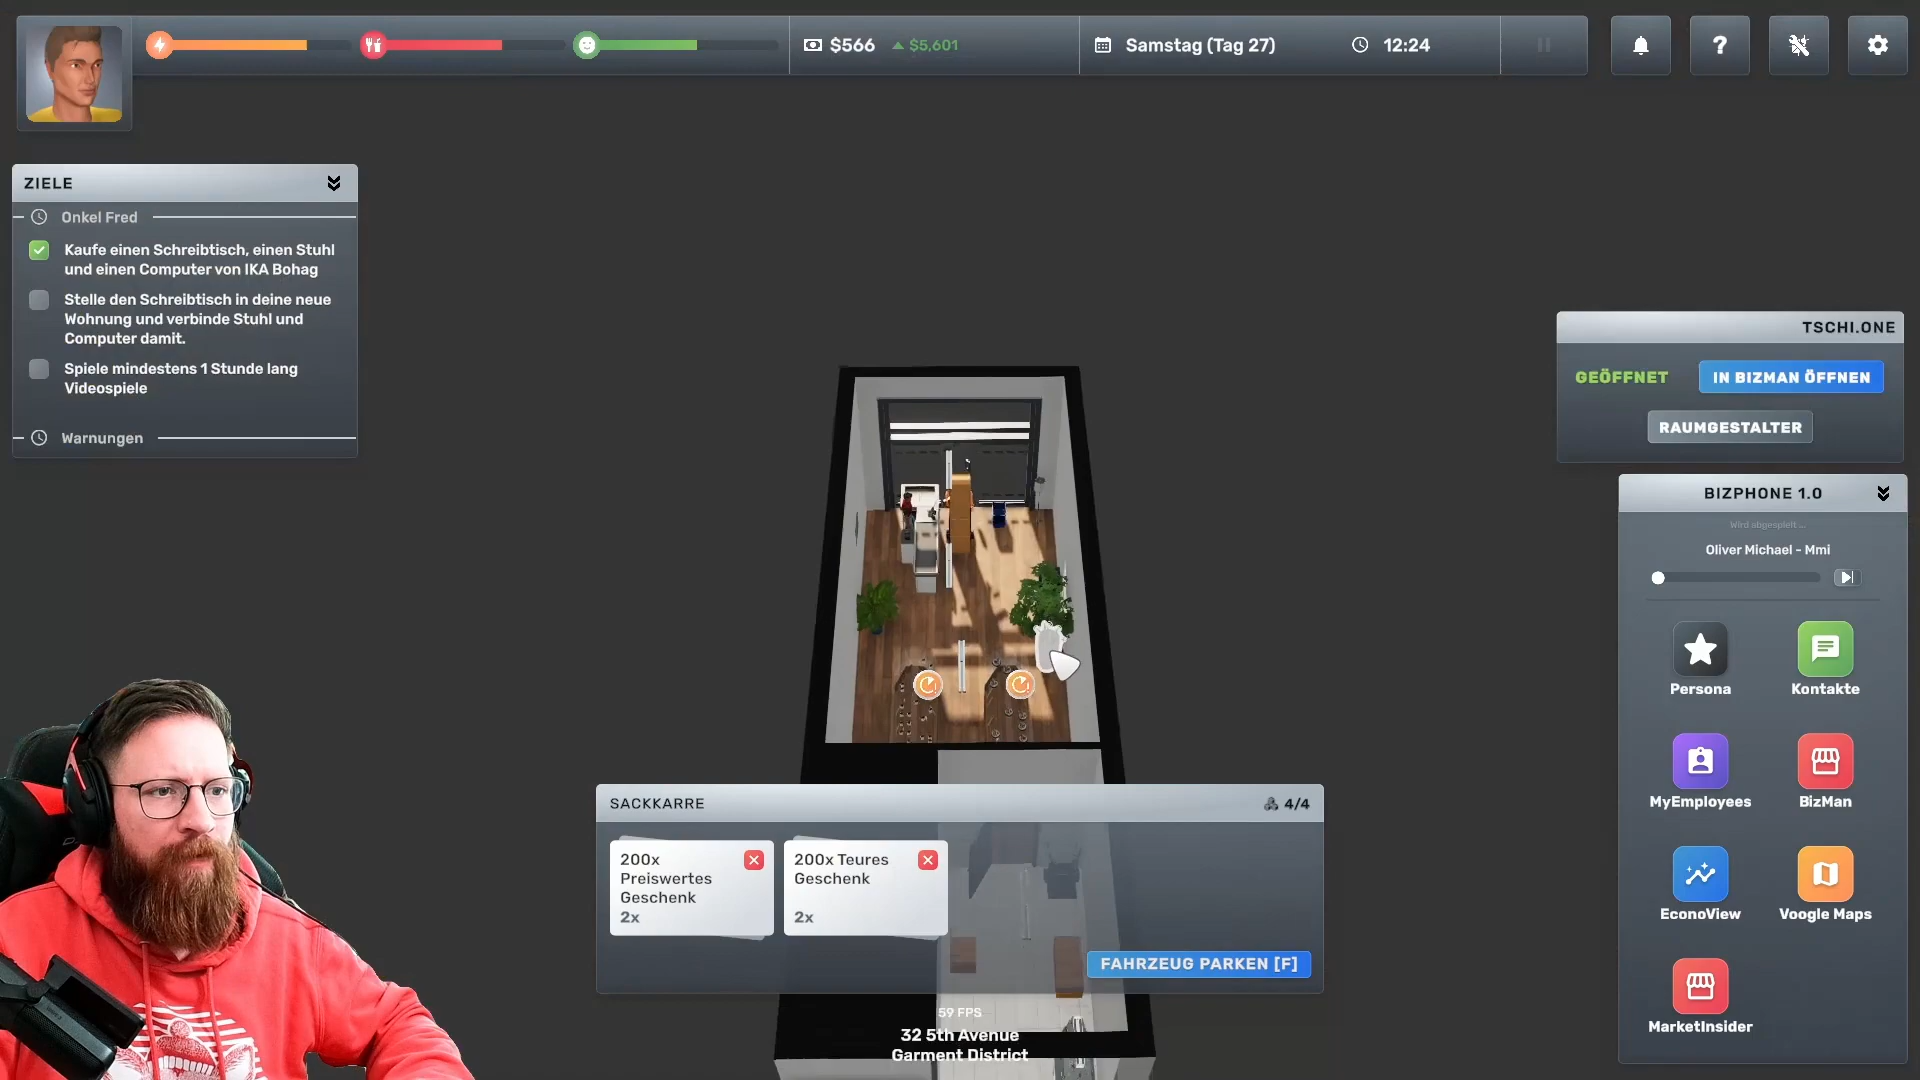 $566
$5,601
Samstag (Tag 27)
12:24
ZIELE
Onkel Fred
Kaufe einen Schreibtisch, einen Stuhl
und einen Computer von IKA Bohag
Stelle den Schreibtisch in deine neue
Wohnung und verbinde Stuhl und
Computer damit.
Spiele mindestens 1 Stunde lang
Videospiele
Warnungen
TSCHI.ONE
GEÖFFNET
IN BIZMAN ÖFFNEN
RAUMGESTALTER
BIZPHONE 1.0
Wird abgespielt ...
Oliver Michael - Mmi
Persona
Kontakte
MyEmployees
BizMan
EconoView
Voogle Maps
MarketInsider
SACKKARRE
4/4
200x
Preiswertes
Geschenk
2x
200x Teures
Geschenk
2x
FAHRZEUG PARKEN [F]
59 FPS
32 5th Avenue
Garment District